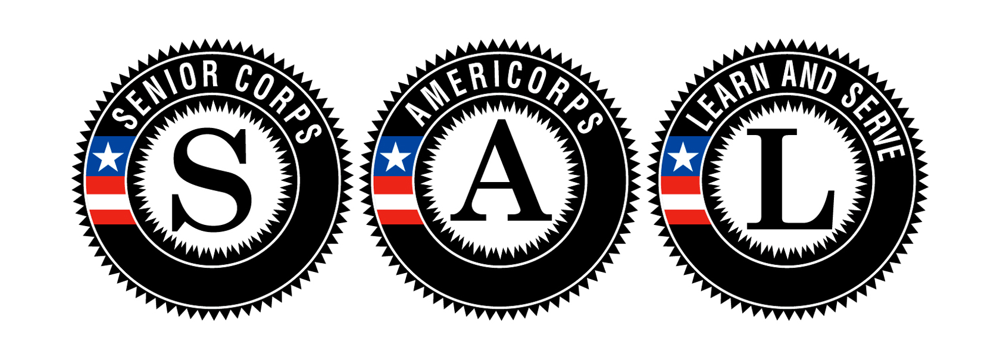 SENIOR CORPS
S
AMERICORPS
A
LEARN AND SERVE
L